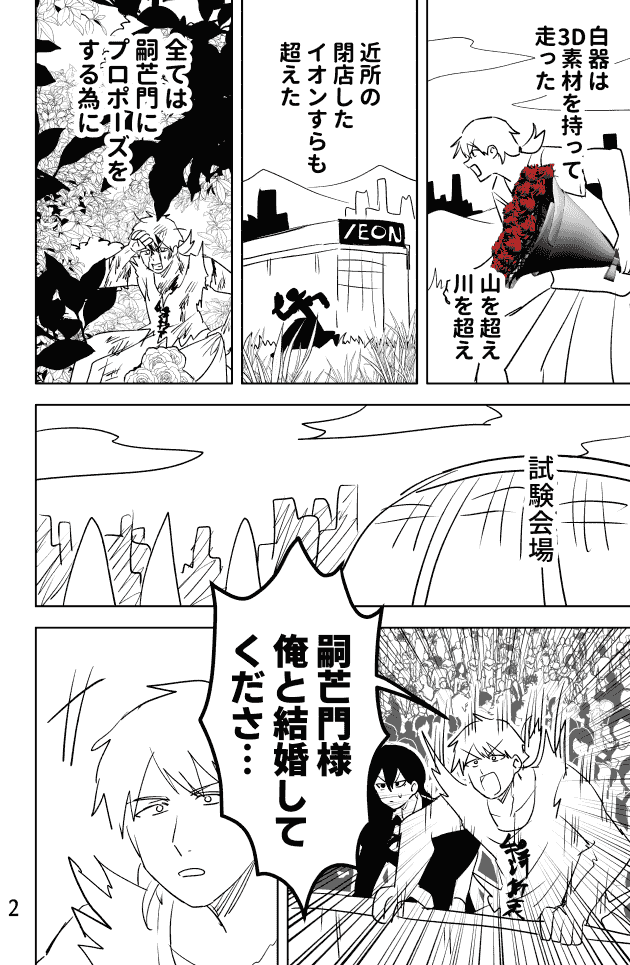 白器は
3D素材を持って
走った
山を超え
川を超え
近所の
閉店した
イオンすらも
超えた
/EON
全ては
嗣芒門に
プロポーズを
する為に
試験会場
嗣芒門様
俺と結婚して
くださ…
2